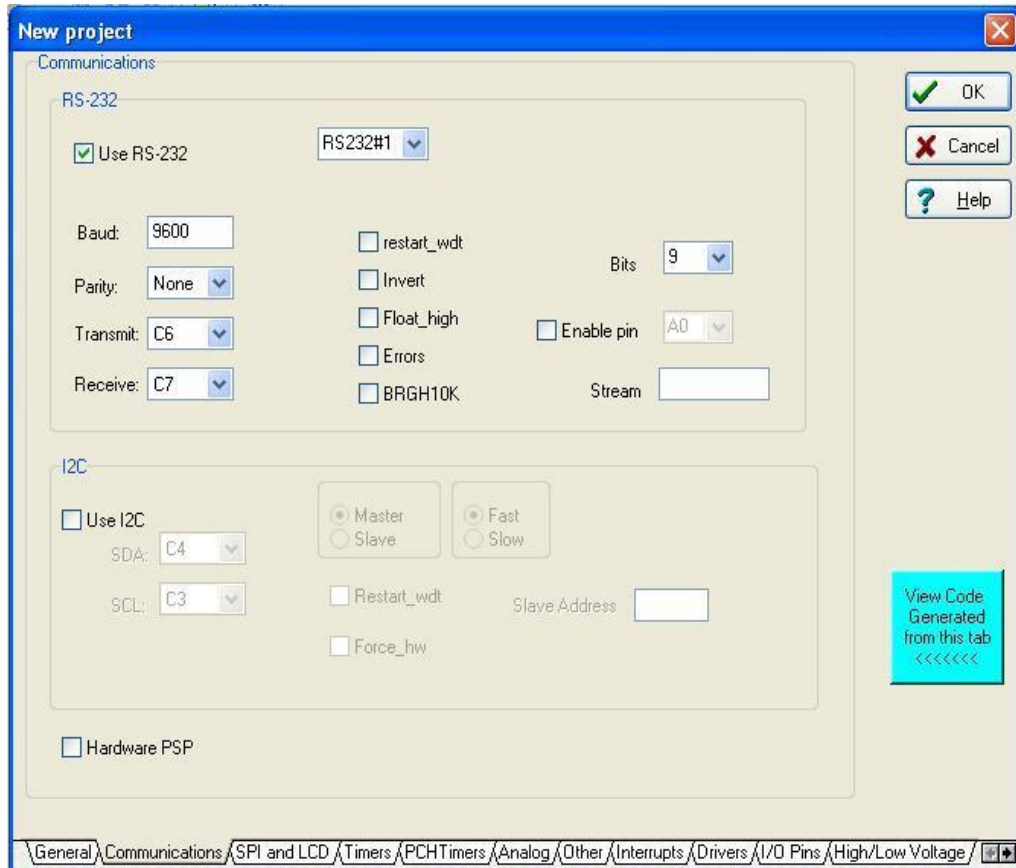 New project
Communications
RS-232
Use RS-232
RS232#1
Baud: 9600
Parity: None
Transmit: C6
Receive: C7
restart_wdt
Invert
Float_high
Errors
BRGH10K
Bits 9
Enable pin A0
Stream
I2C
Use I2C
SDA: C4
SCL: C3
Master
Slave
Fast
Slow
Restart_wdt
Force_hw
Slave Address
Hardware PSP
OK
Cancel
Help
View Code
Generated
from this tab
<<<<<<<
General Communications SPI and LCD Timers PCHTimers Analog Other Interrupts Drivers I/O Pins High/Low Voltage